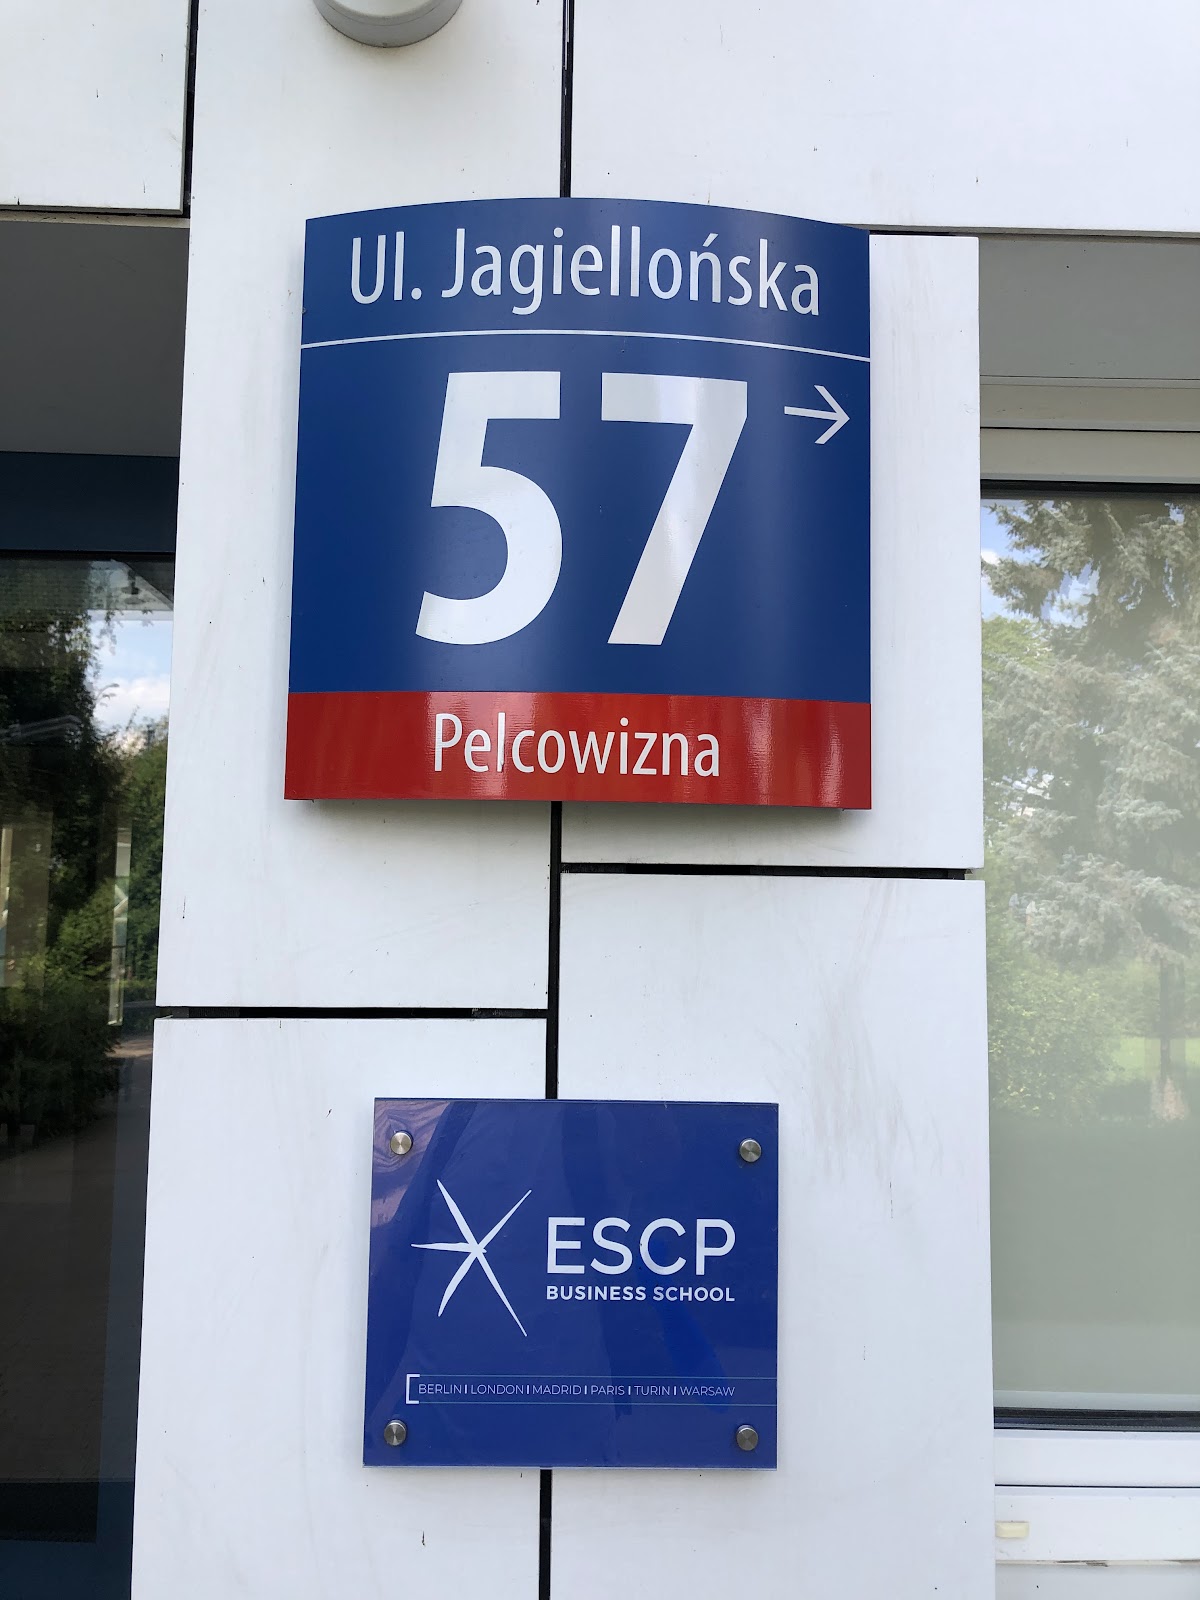 Ul. Jagiellońska
57 →
Pelcowizna
ESCP
BUSINESS SCHOOL
BERLIN I LONDON I MADRID I PARIS I TURIN I WARSAW